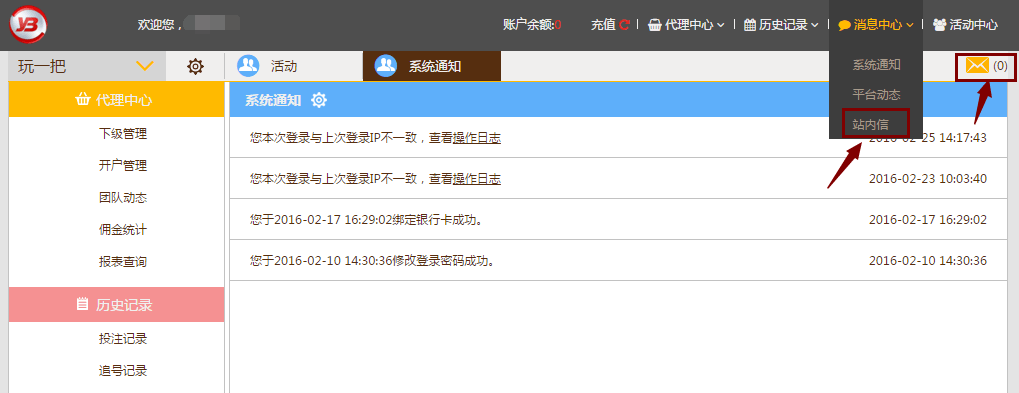 YB 欢迎您, 账户余额:0 充值 代理中心 历史记录 消息中心 活动中心
玩一把 活动 系统通知 系统通知 (0)
平台动态
代理中心 系统通知
站内信
下级管理 您本次登录与上次登录IP不一致，查看操作日志 2016-02-25 14:17:43
开户管理
您本次登录与上次登录IP不一致，查看操作日志 2016-02-23 10:03:40
团队动态
佣金统计 您于2016-02-17 16:29:02绑定银行卡成功。 2016-02-17 16:29:02
报表查询 您于2016-02-10 14:30:36修改登录密码成功。 2016-02-10 14:30:36
历史记录
投注记录
追号记录